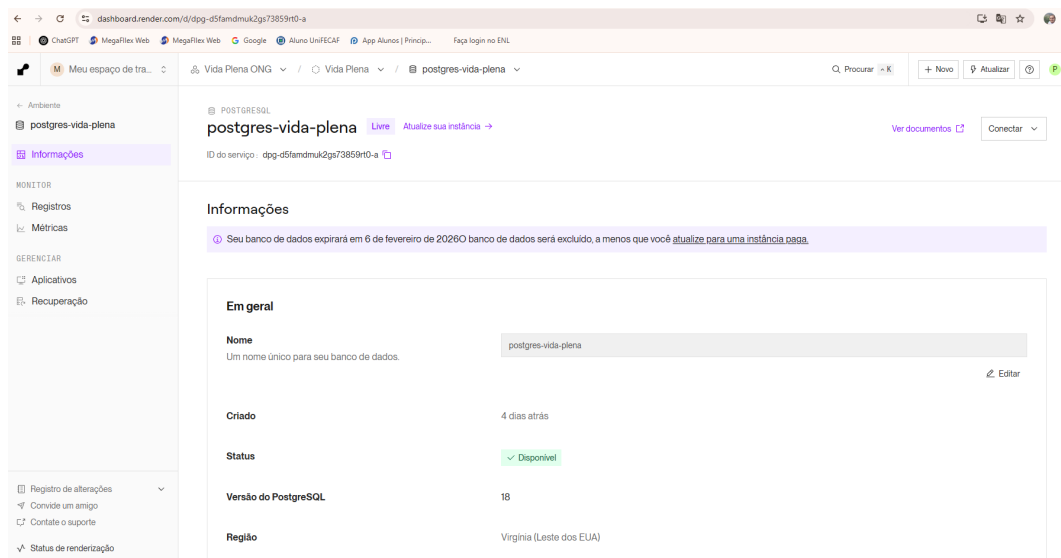 dashboard.render.com/d/dpg-d5famdmuk2gs73859rt0-a
ChatGPT MegaFlex Web MegaFlex Web Google Aluno UniFECAF App Alunos | Princip... Faça login no ENL
M Meu espaço de tra... Vida Plena ONG / Vida Plena / postgres-vida-plena Procurar K + Novo Atualizar P
← Ambiente
postgres-vida-plena
Informações
MONITOR
Registros
Métricas
GERENCIAR
Aplicativos
Recuperação
Registro de alterações
Convide um amigo
Contate o suporte
Status de renderização
POSTGRESQL
postgres-vida-plena Livre Atualize sua instância →
Ver documentos Conectar
ID do serviço : dpg-d5famdmuk2gs73859rt0-a
Informações
Seu banco de dados expirará em 6 de fevereiro de 2026O banco de dados será excluído, a menos que você atualize para uma instância paga.
Em geral
Nome
Um nome único para seu banco de dados.
postgres-vida-plena
Editar
Criado 4 dias atrás
Status Disponível
Versão do PostgreSQL 18
Região Virgínia (Leste dos EUA)